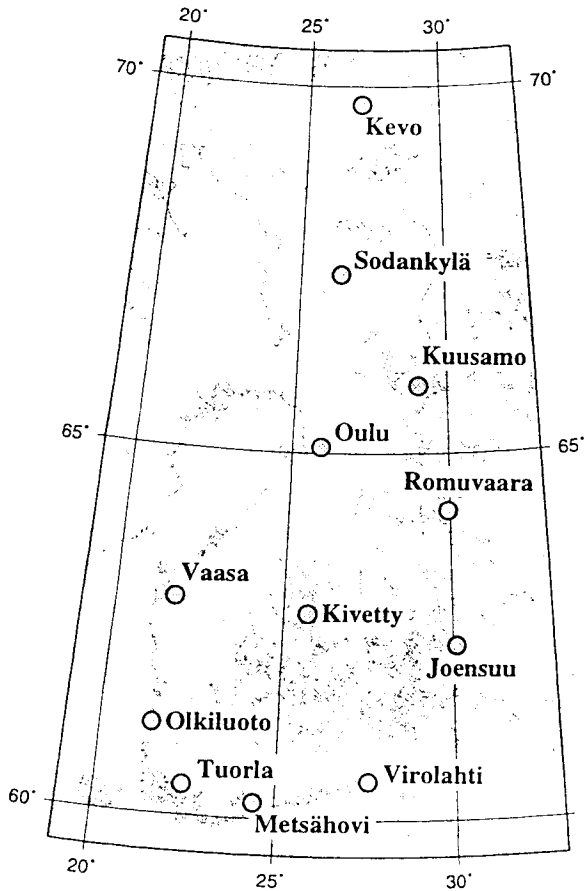 20° 25° 30°
70° 70°
Kevo
Sodankylä
Kuusamo
Oulu
65° 65°
Romuvaara
Vaasa
Kivetty
Joensuu
Olkiluoto
Tuorla Virolahti
60°
Metsähovi
20° 25° 30°